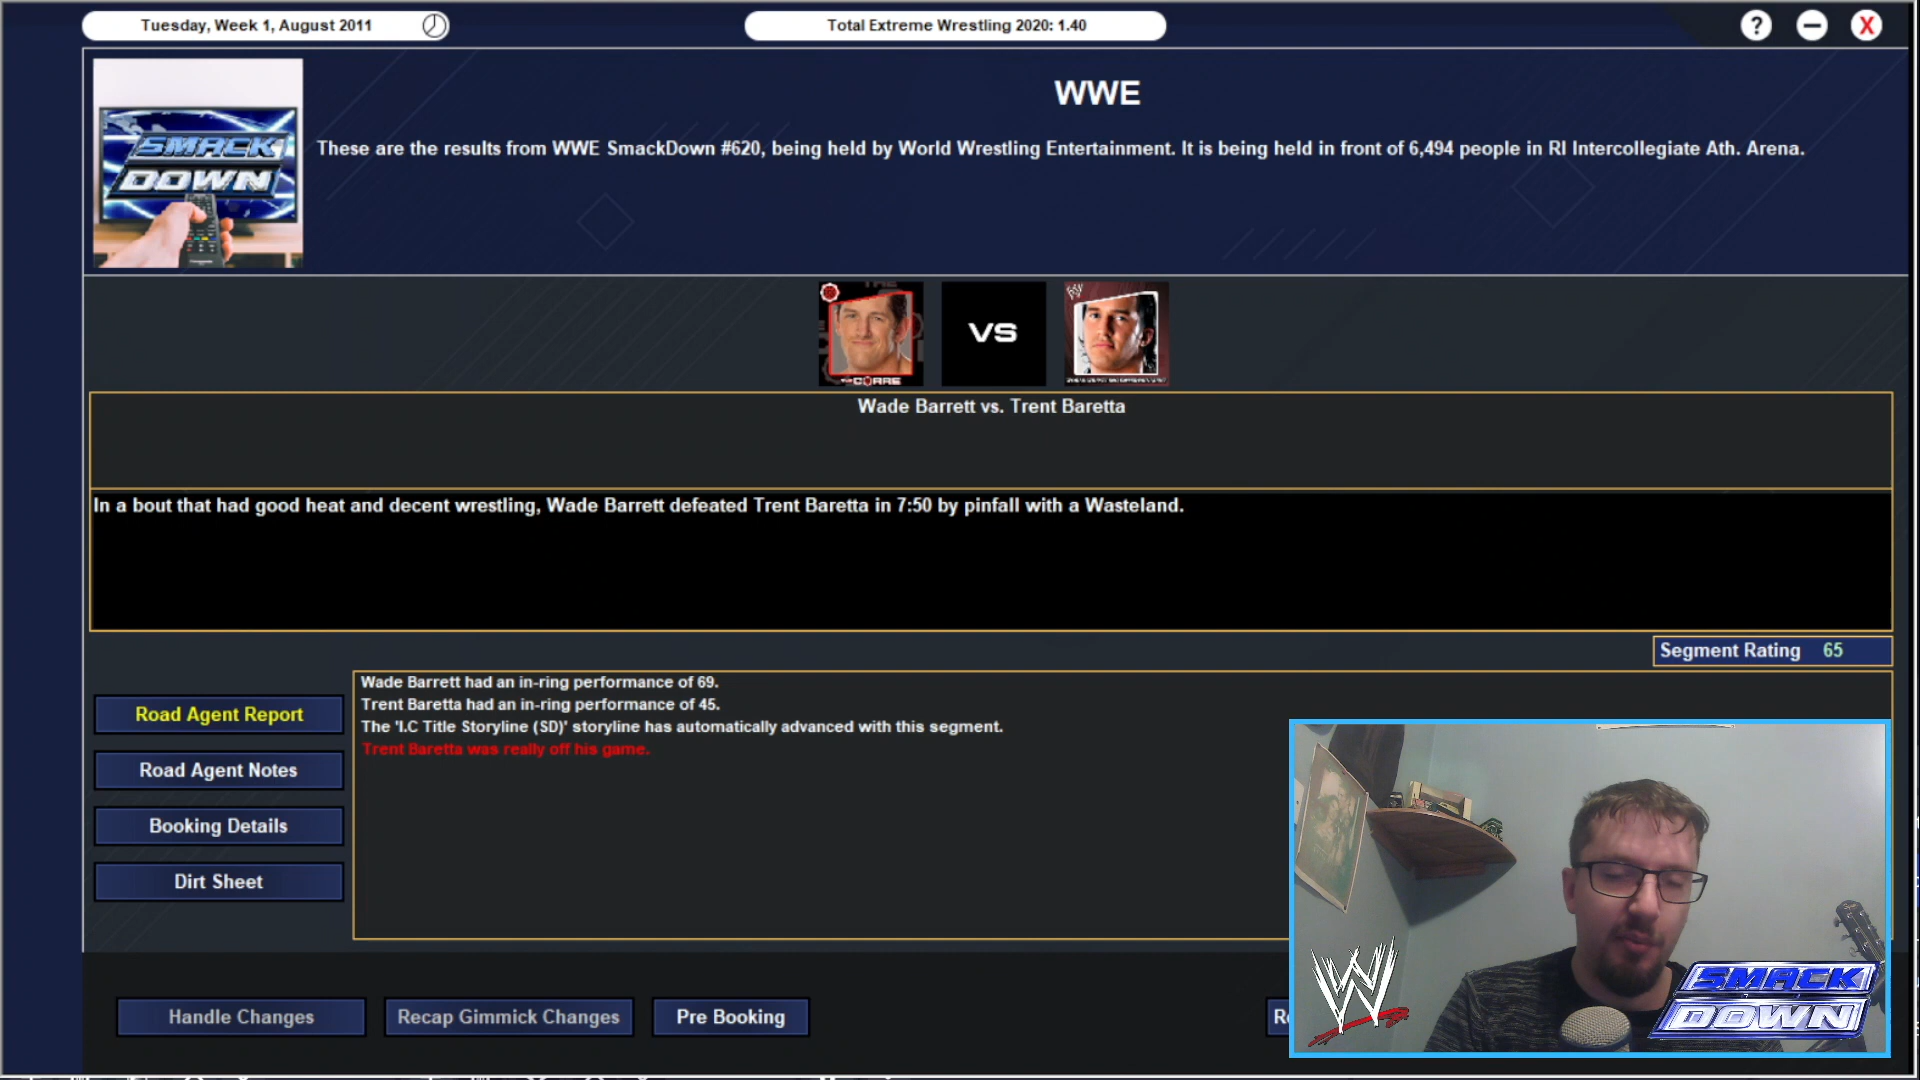 Tuesday, Week 1, August 2011
Total Extreme Wrestling 2020: 1.40
?
X
WWE
SMACK
DOWN
These are the results from WWE SmackDown #620, being held by World Wrestling Entertainment. It is being held in front of 6,494 people in RI Intercollegiate Ath. Arena.
VS
CORRE
Wade Barrett vs. Trent Baretta
In a bout that had good heat and decent wrestling, Wade Barrett defeated Trent Baretta in 7:50 by pinfall with a Wasteland.
Segment Rating 65
Road Agent Report
Road Agent Notes
Booking Details
Dirt Sheet
Wade Barrett had an in-ring performance of 69.
Trent Baretta had an in-ring performance of 45.
The 'I.C Title Storyline (SD)' storyline has automatically advanced with this segment.
Trent Baretta was really off his game.
Handle Changes
Recap Gimmick Changes
Pre Booking
W
SMACK
DOWN